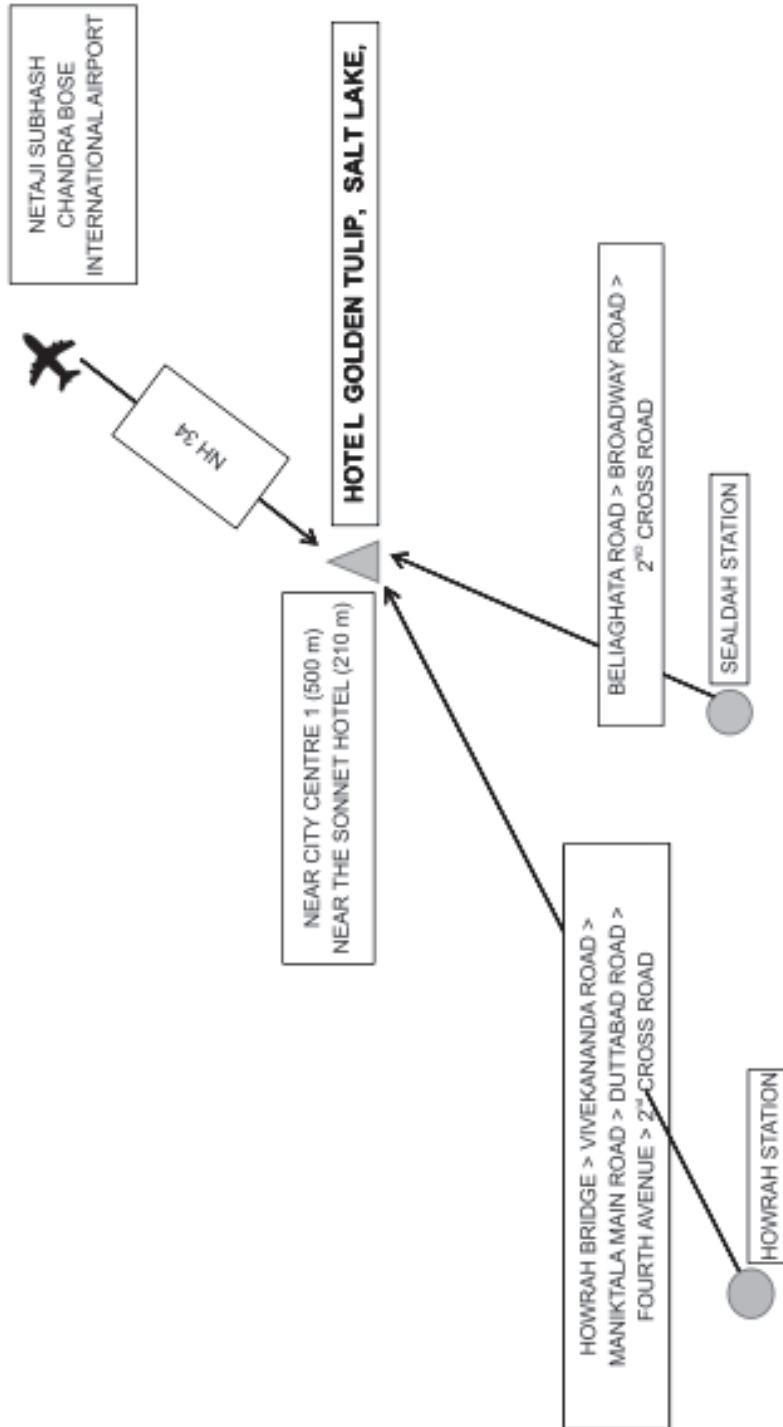 NETAJI SUBHASH
CHANDRA BOSE
INTERNATIONAL AIRPORT
NH 34
HOTEL GOLDEN TULIP, SALT LAKE,
NEAR CITY CENTRE 1 (500 m)
NEAR THE SONNET HOTEL (210 m)
BELIAGHATA ROAD > BROADWAY ROAD >
2ND CROSS ROAD
SEALDAH STATION
HOWRAH BRIDGE > VIVEKANANDA ROAD >
MANIKTALA MAIN ROAD > DUTTABAD ROAD >
FOURTH AVENUE > 2nd CROSS ROAD
HOWRAH STATION